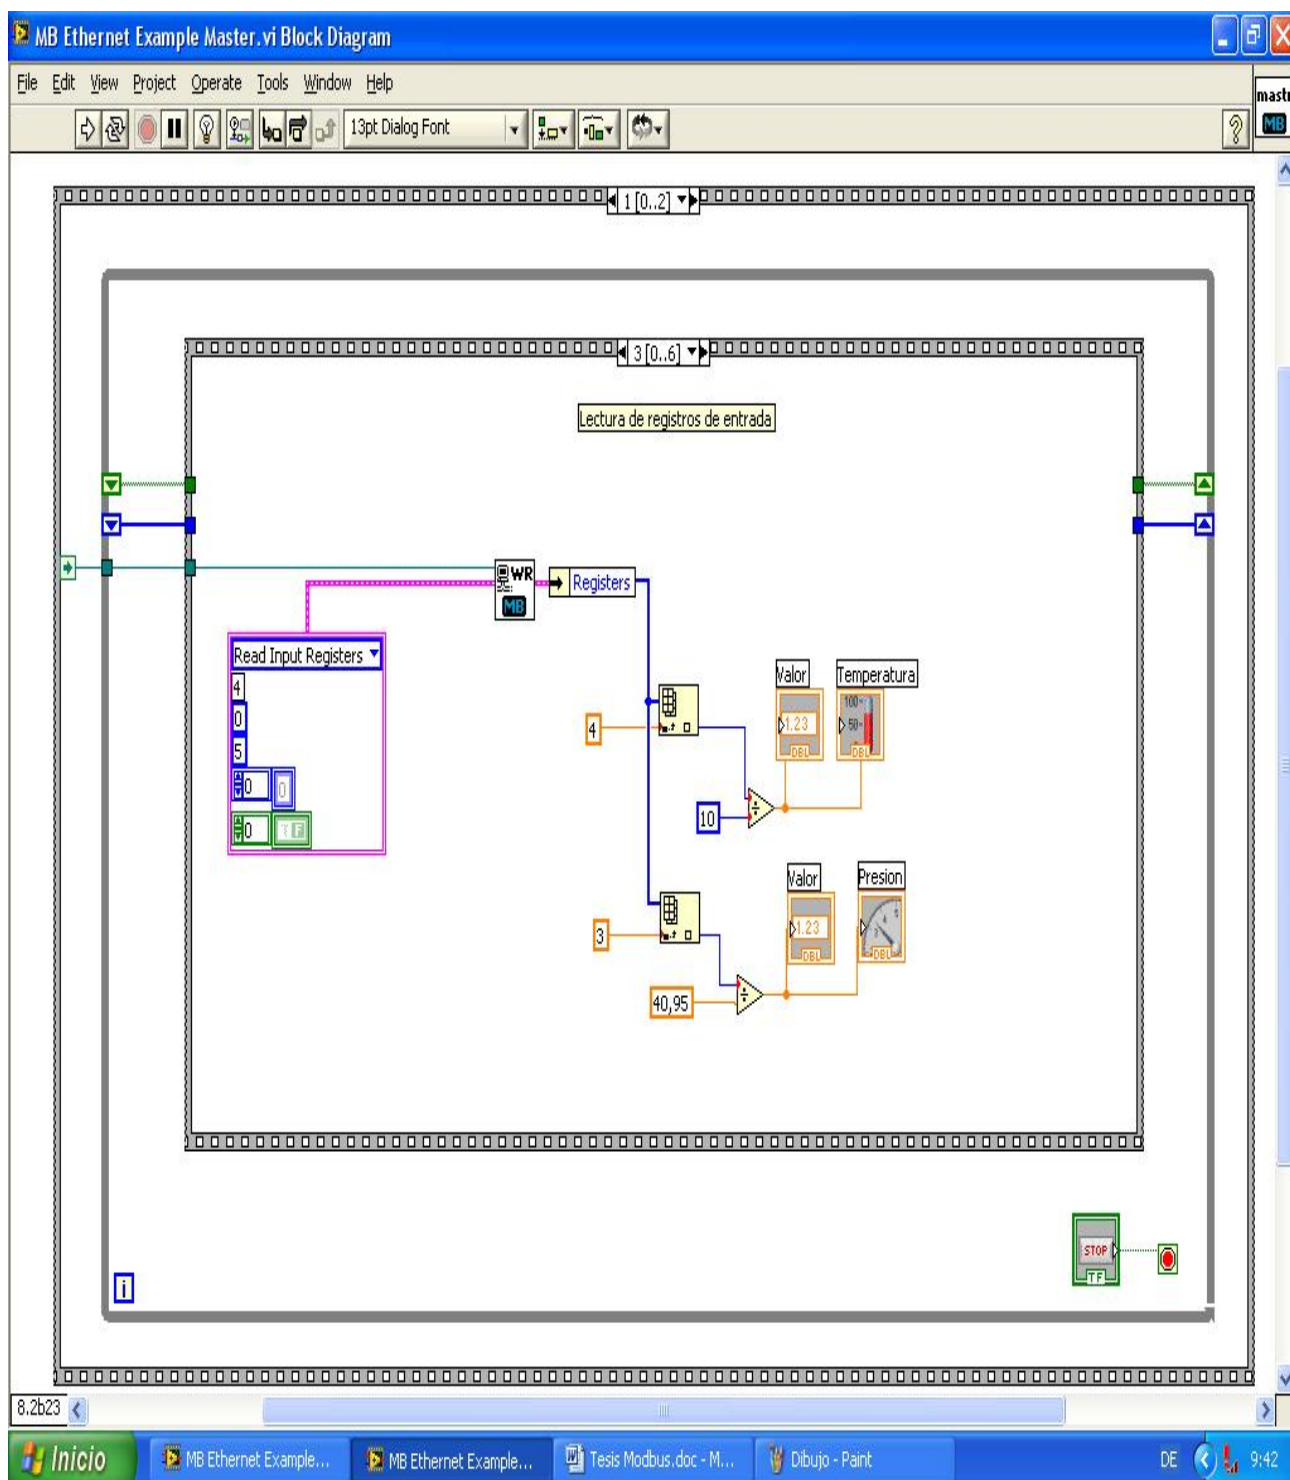 MB Ethernet Example Master.vi Block Diagram
File Edit View Project Operate Tools Window Help
mast
13pt Dialog Font
?
MB
1 [0..2]
3 [0..6]
Lectura de registros de entrada
WR
MB
Registers
Read Input Registers
4
0
5
0 0
0 T F
Valor Temperatura
100
50
1.23
DBL DBL
4
10
Valor Presion
1.23
DBL DBL
3
40,95
STOP
TF
i
8.2b23
Inicio MB Ethernet Example... MB Ethernet Example... Tesis Modbus.doc - M... Dibujo - Paint DE 9:42